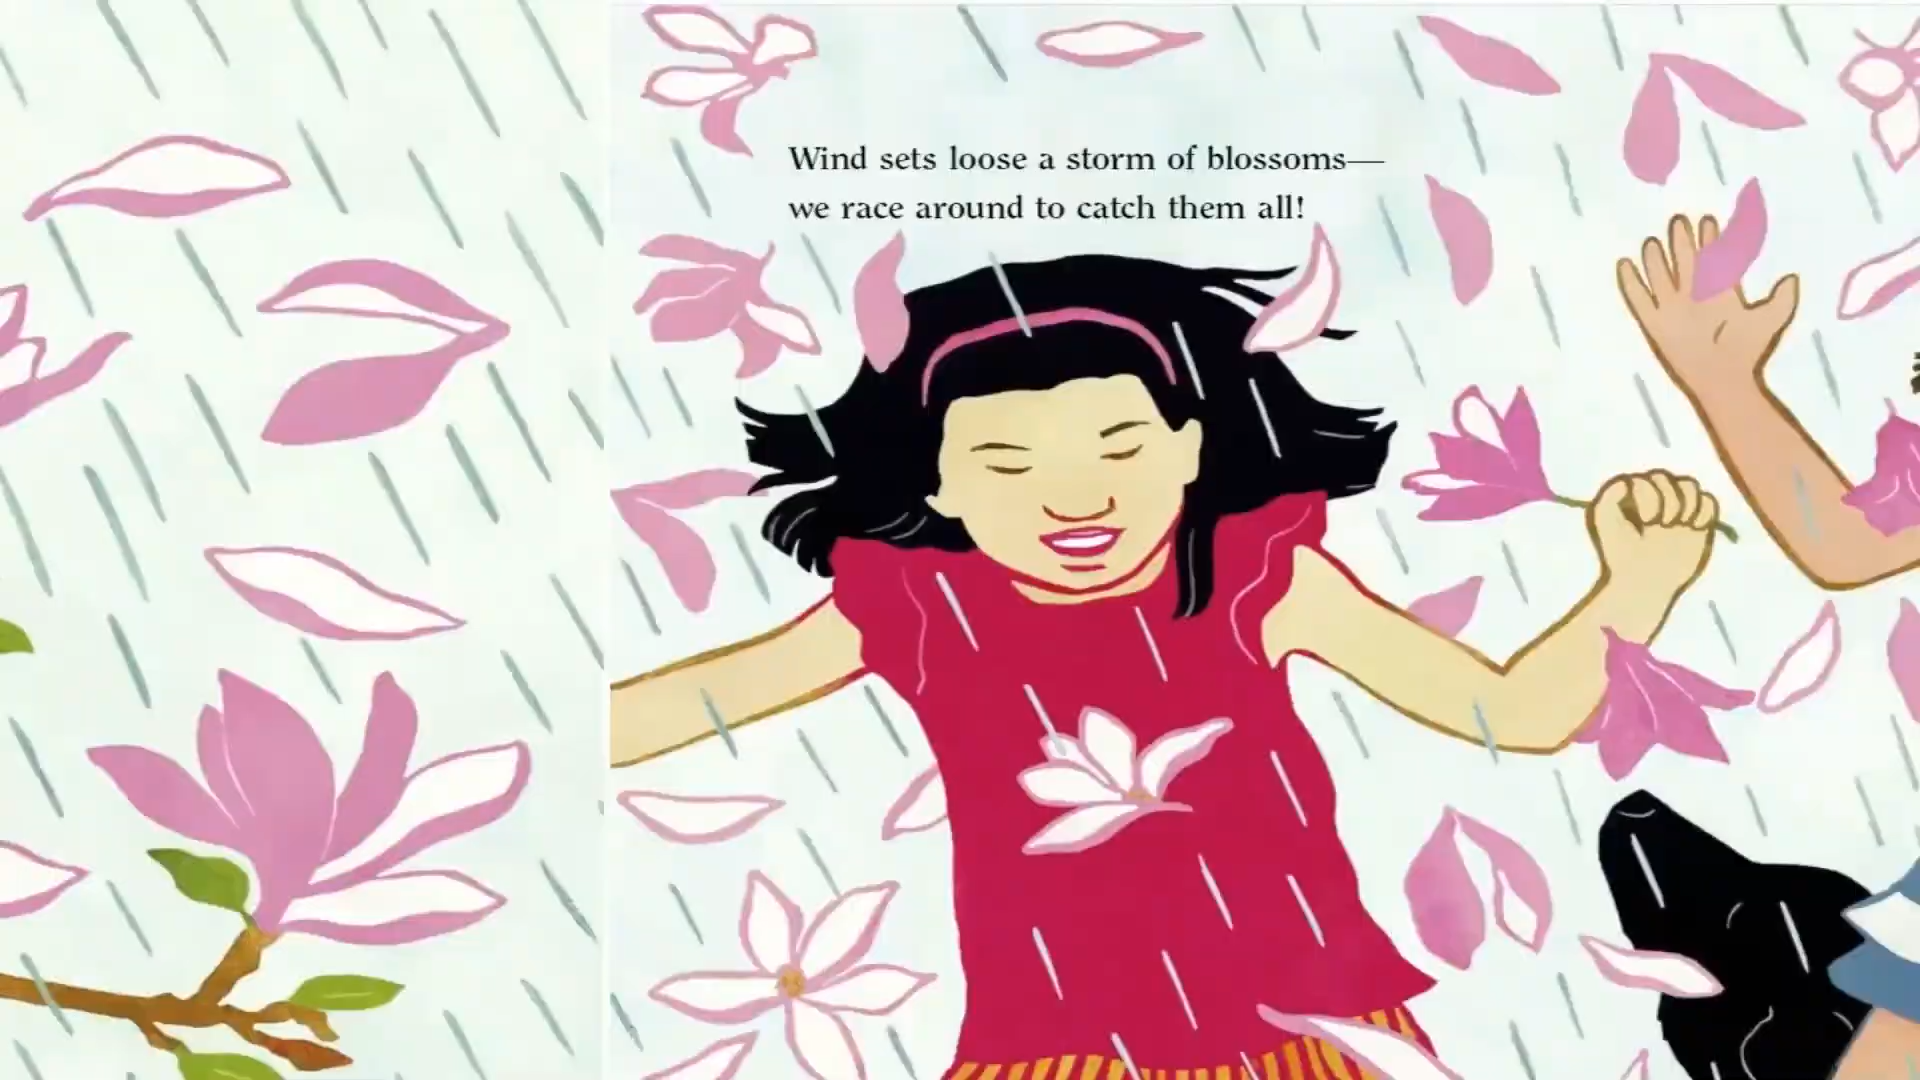 Wind sets loose a storm of blossoms—
we race around to catch them all!